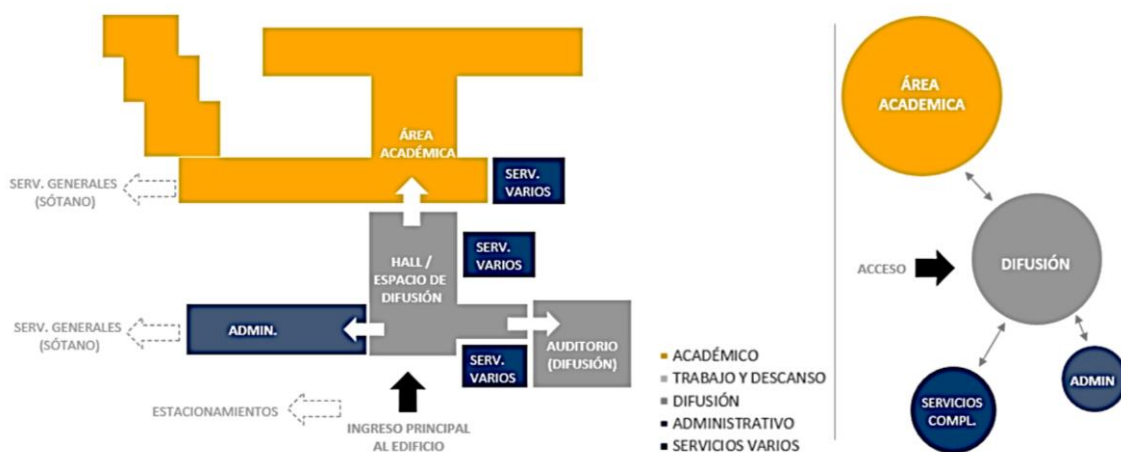 ÁREA
ACADÉMICA
SERV.
VARIOS
SERV. GENERALES
(SÓTANO)
HALL /
ESPACIO DE
DIFUSIÓN
SERV.
VARIOS
ADMIN.
SERV. GENERALES
(SÓTANO)
AUDITORIO
(DIFUSIÓN)
SERV.
VARIOS
ESTACIONAMIENTOS
INGRESO PRINCIPAL
AL EDIFICIO
ACADÉMICO
TRABAJO Y DESCANSO
DIFUSIÓN
ADMINISTRATIVO
SERVICIOS VARIOS
ÁREA
ACADEMICA
ACCESO
DIFUSIÓN
SERVICIOS
COMPL.
ADMIN